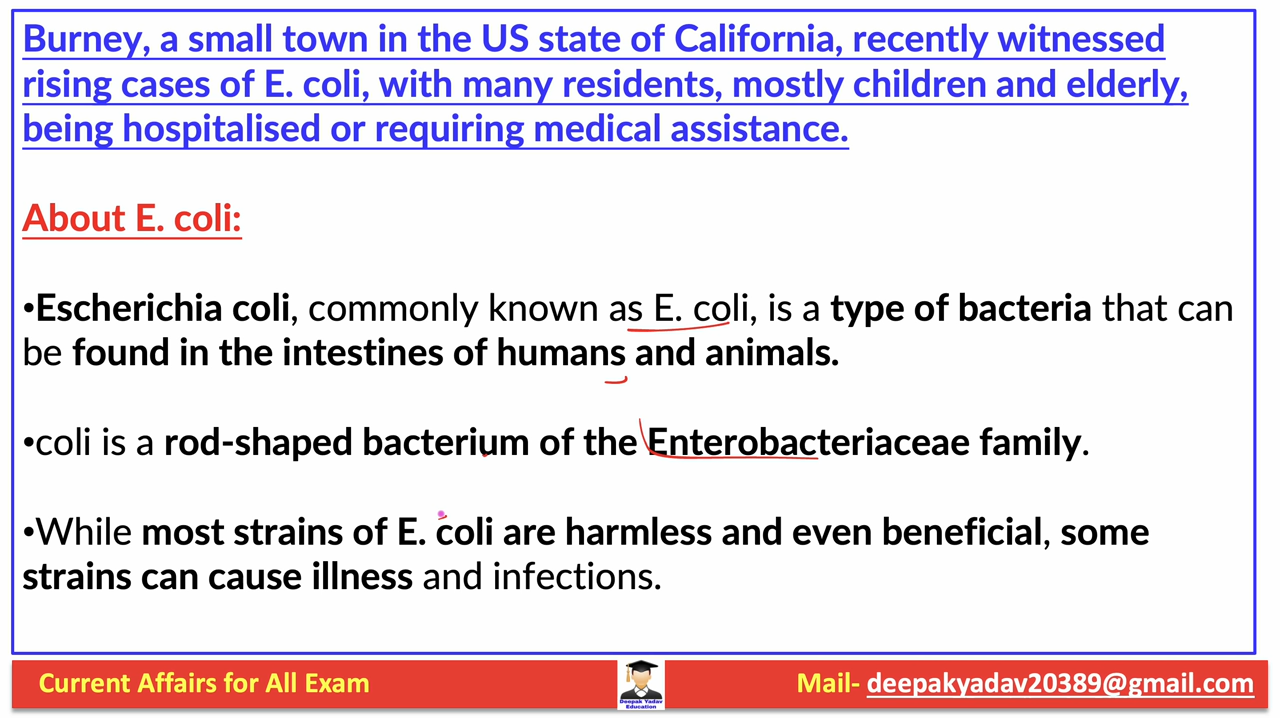 Burney, a small town in the US state of California, recently witnessed
rising cases of E. coli, with many residents, mostly children and elderly,
being hospitalised or requiring medical assistance.
About E. coli:
•Escherichia coli, commonly known as E. coli, is a type of bacteria that can
be found in the intestines of humans and animals.
•coli is a rod-shaped bacterium of the Enterobacteriaceae family.
•While most strains of E. coli are harmless and even beneficial, some
strains can cause illness and infections.
Current Affairs for All Exam
Deepak Yadav
Education
Mail- deepakyadav20389@gmail.com